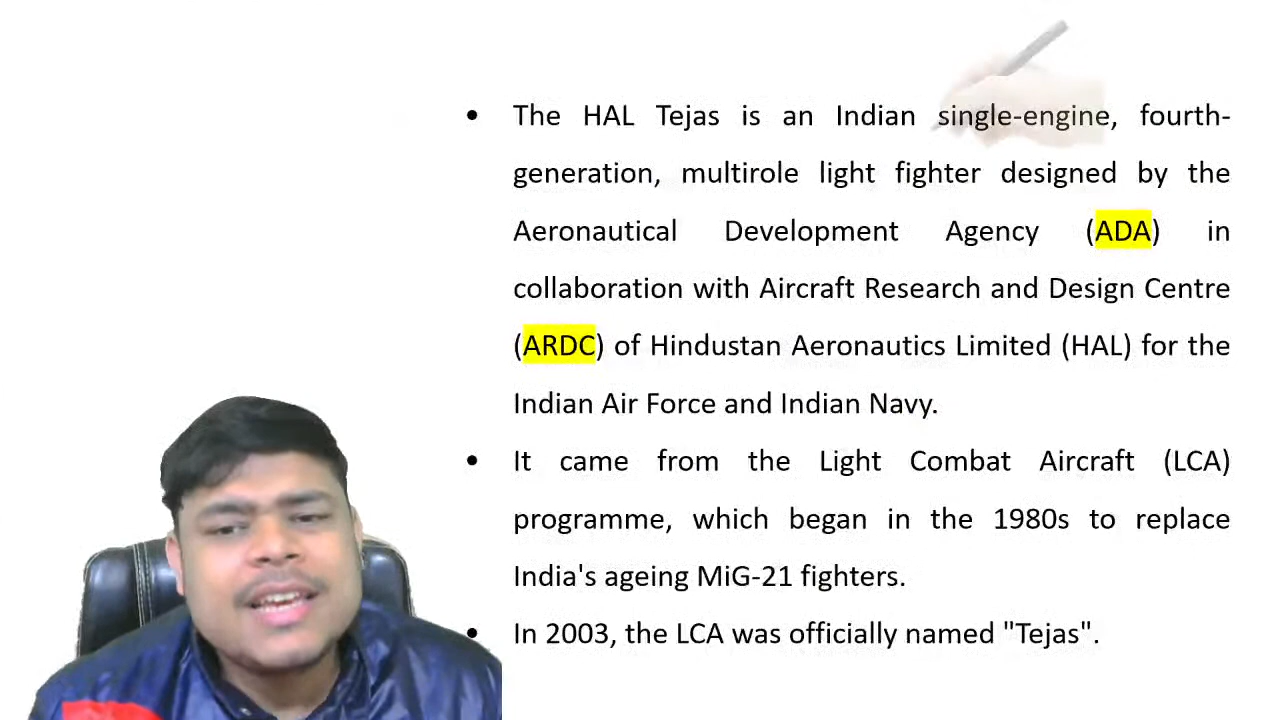 • The HAL Tejas is an Indian single-engine, fourth-
generation, multirole light fighter designed by the
Aeronautical Development Agency (ADA) in
collaboration with Aircraft Research and Design Centre
(ARDC) of Hindustan Aeronautics Limited (HAL) for the
Indian Air Force and Indian Navy.
• It came from the Light Combat Aircraft (LCA)
programme, which began in the 1980s to replace
India's ageing MiG-21 fighters.
• In 2003, the LCA was officially named "Tejas".